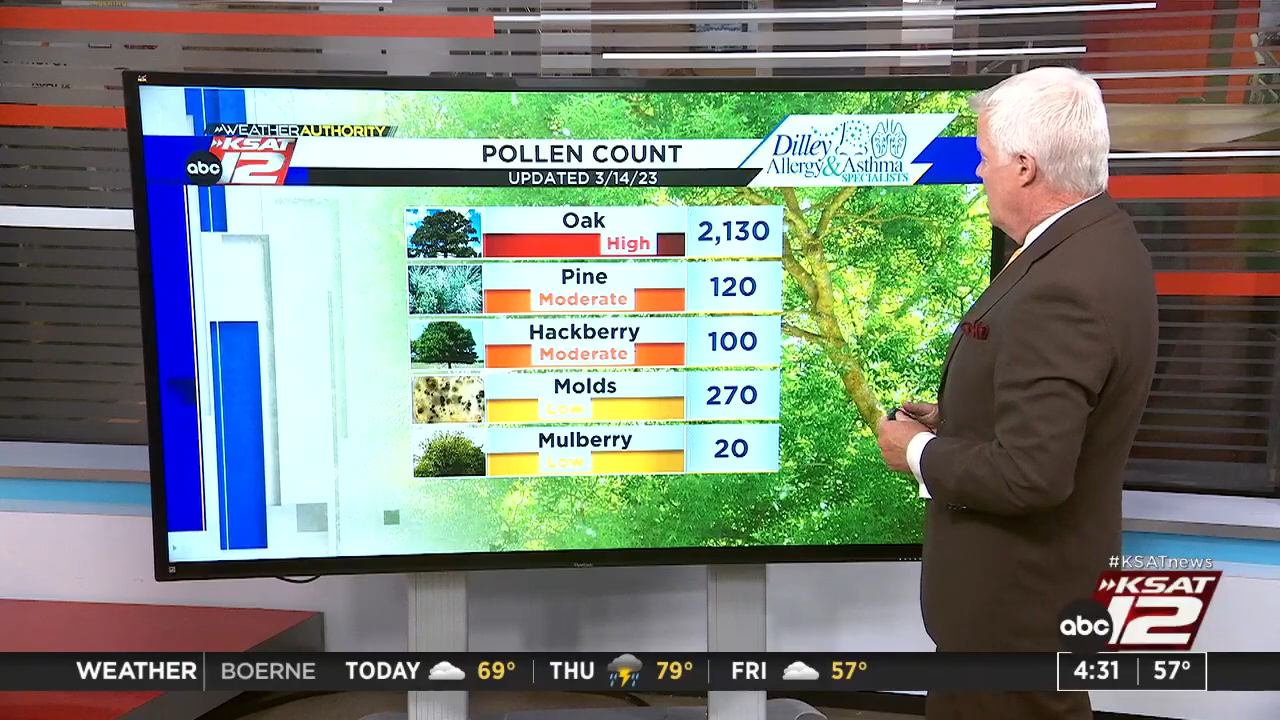 »WEATHERAUTHORITY
»KSAT
abc 12
POLLEN COUNT
UPDATED 3/14/23
Dilley
Allergy & Asthma
SPECIALISTS
Oak
High
2,130
Pine
Moderate
120
Hackberry
Moderate
100
Molds
Low
270
Mulberry
Low
20
#KSATnews
»KSAT
abc 12
WEATHER BOERNE TODAY 69° THU 79° FRI 57° 4:31 57°